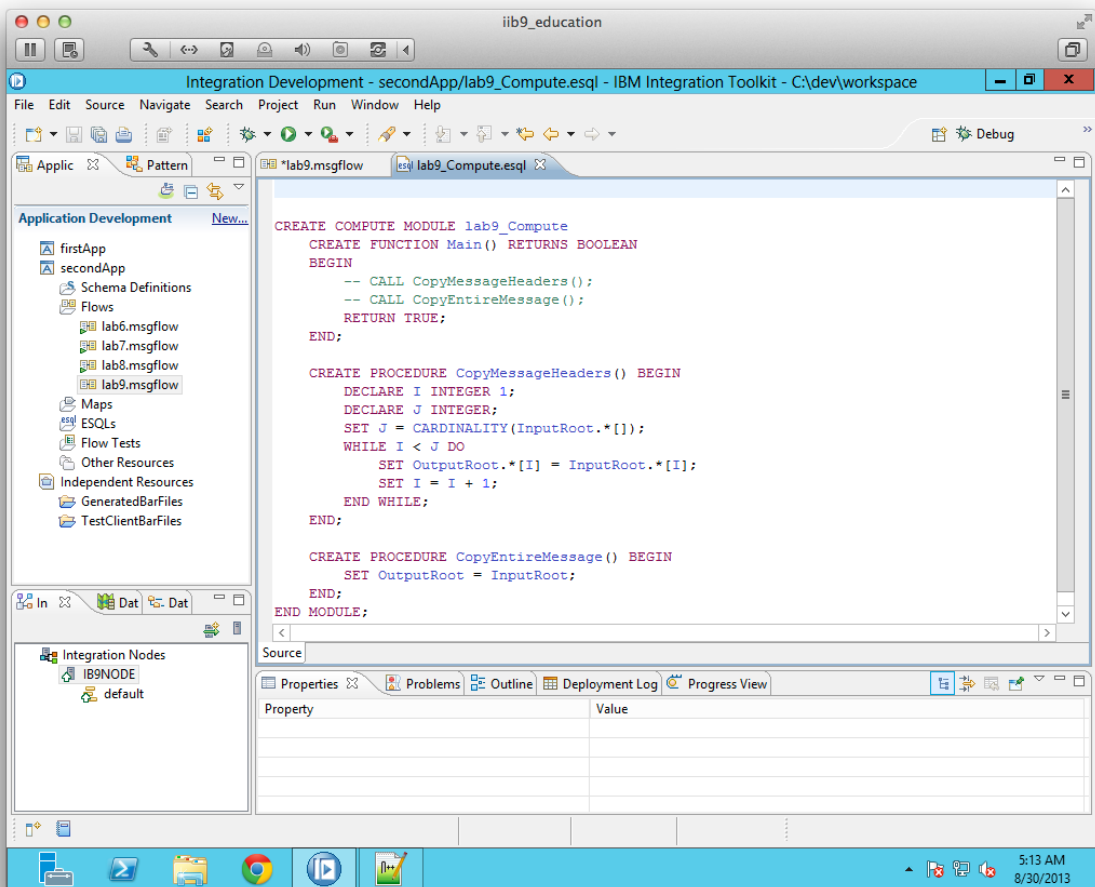 iib9_education
Integration Development - secondApp/lab9_Compute.esql - IBM Integration Toolkit - C:\dev\workspace
File Edit Source Navigate Search Project Run Window Help
Debug
Applic
Pattern
*lab9.msgflow
esql lab9_Compute.esql
Application Development New...
firstApp
secondApp
Schema Definitions
Flows
lab6.msgflow
lab7.msgflow
lab8.msgflow
lab9.msgflow
Maps
esql ESQLs
Flow Tests
Other Resources
Independent Resources
GeneratedBarFiles
TestClientBarFiles
CREATE COMPUTE MODULE lab9_Compute
CREATE FUNCTION Main() RETURNS BOOLEAN
BEGIN
-- CALL CopyMessageHeaders();
-- CALL CopyEntireMessage();
RETURN TRUE;
END;
CREATE PROCEDURE CopyMessageHeaders() BEGIN
DECLARE I INTEGER 1;
DECLARE J INTEGER;
SET J = CARDINALITY(InputRoot.*[]);
WHILE I < J DO
SET OutputRoot.*[I] = InputRoot.*[I];
SET I = I + 1;
END WHILE;
END;
CREATE PROCEDURE CopyEntireMessage() BEGIN
SET OutputRoot = InputRoot;
END;
END MODULE;
Source
In
Dat
Dat
Integration Nodes
IB9NODE
default
Properties Problems Outline Deployment Log Progress View
Property Value
5:13 AM
8/30/2013